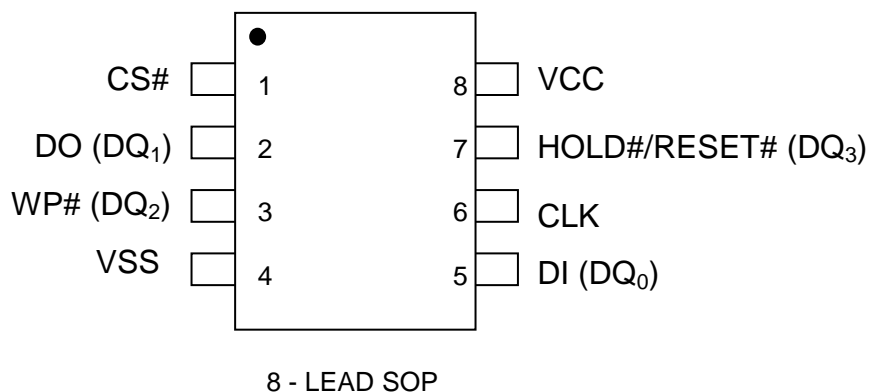 CS# 1 8 VCC
DO (DQ₁) 2 7 HOLD#/RESET# (DQ₃)
WP# (DQ₂) 3 6 CLK
VSS 4 5 DI (DQ₀)
8 - LEAD SOP